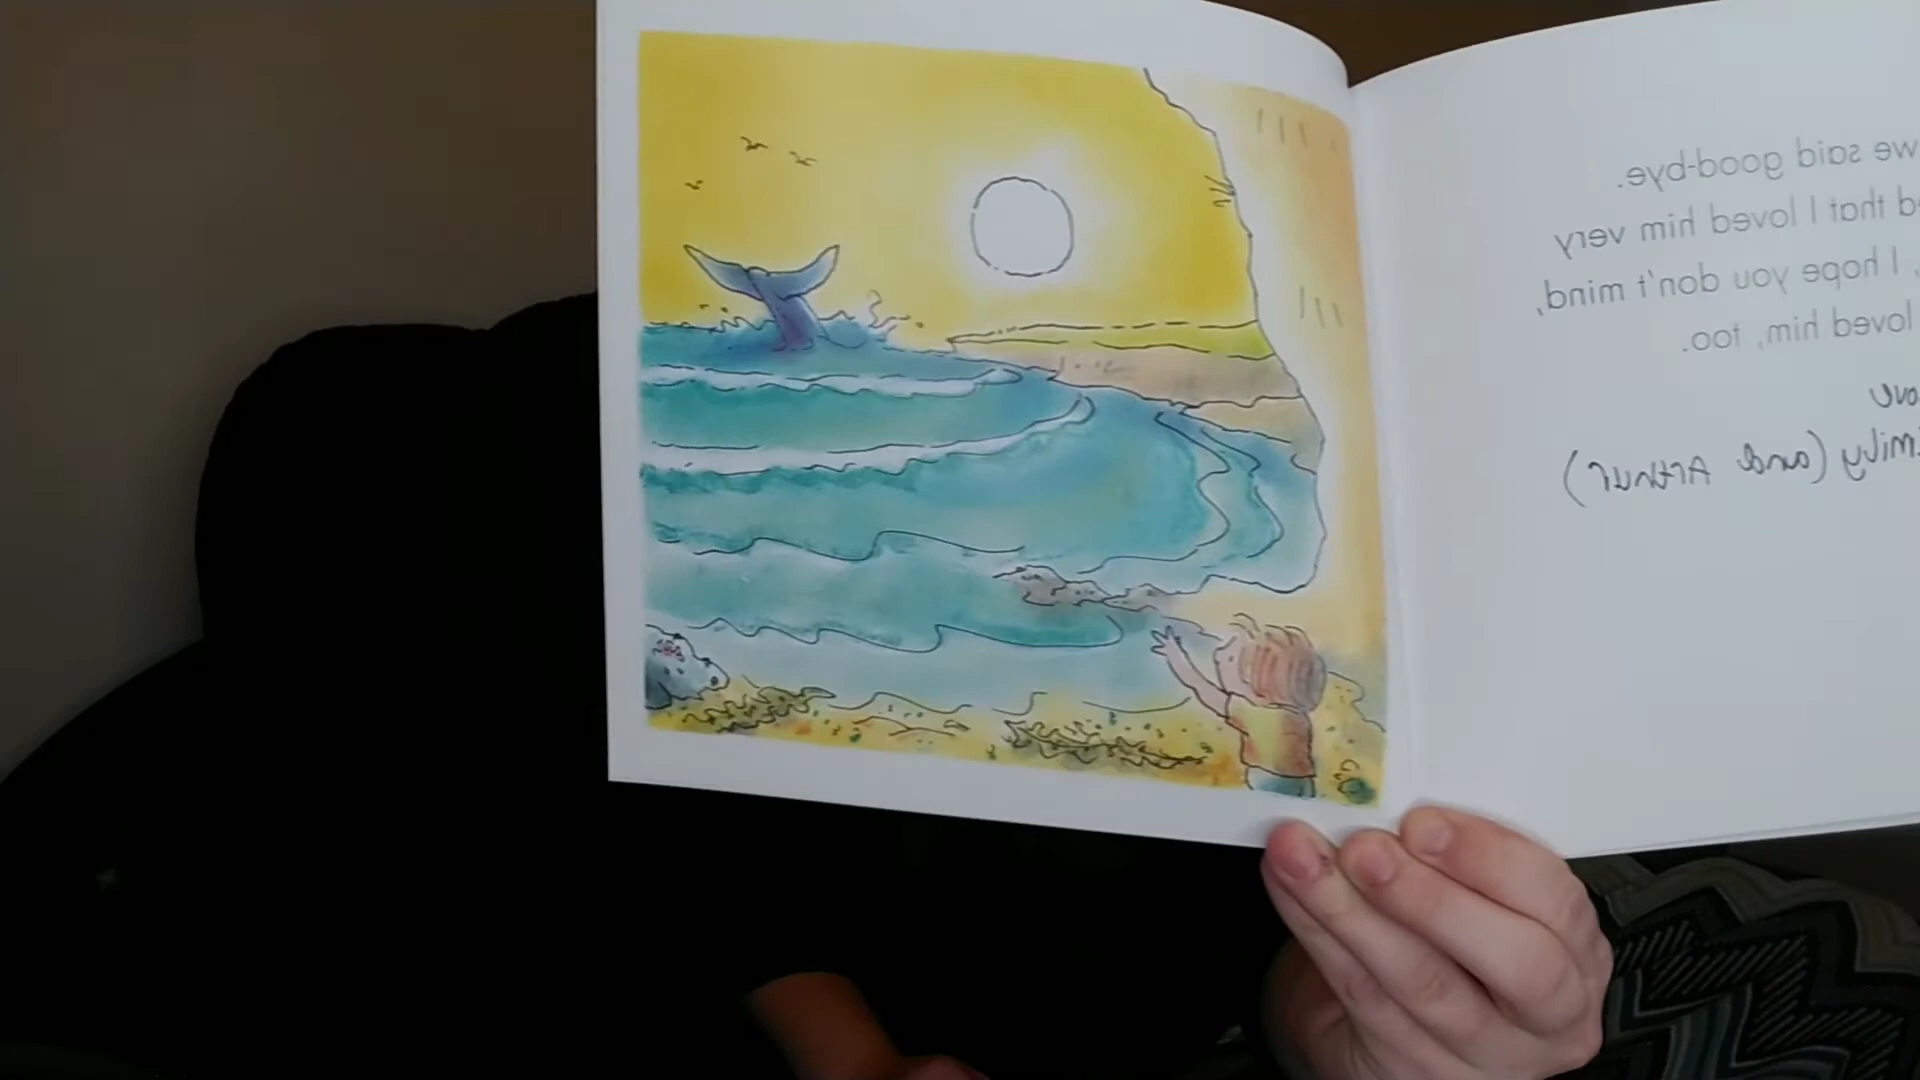 we said good-bye.
that I loved him very
I hope you don't mind,
loved him, too.
(and Arthur)